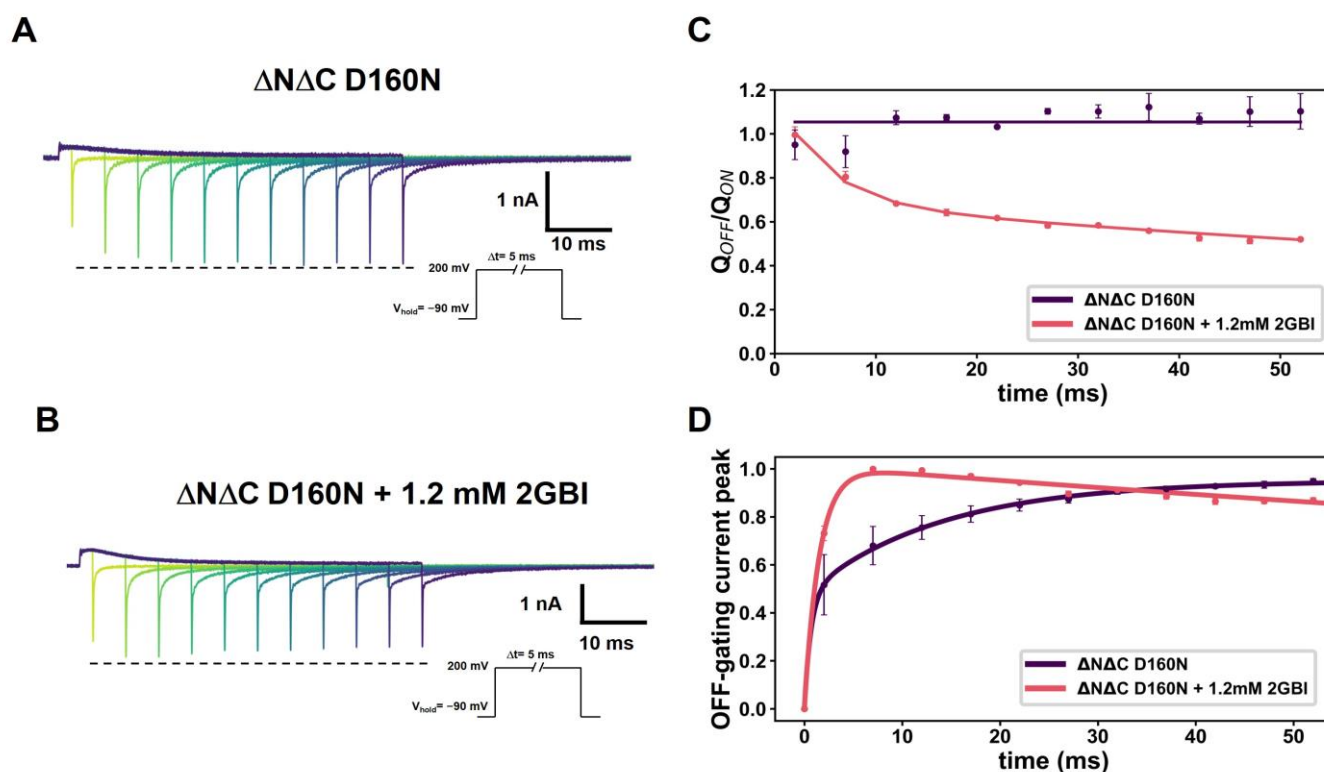 A
ΔNΔC D160N
1 nA
10 ms
Δt= 5 ms
200 mV
Vhold= −90 mV
B
ΔNΔC D160N + 1.2 mM 2GBI
1 nA
10 ms
Δt= 5 ms
200 mV
Vhold= −90 mV
C
1.2
1.0
0.8
0.6
0.4
0.2
0.0
QOFF/QON
ΔNΔC D160N
ΔNΔC D160N + 1.2mM 2GBI
0 10 20 30 40 50
time (ms)
D
1.0
0.8
0.6
0.4
0.2
0.0
OFF-gating current peak
ΔNΔC D160N
ΔNΔC D160N + 1.2mM 2GBI
0 10 20 30 40 50
time (ms)